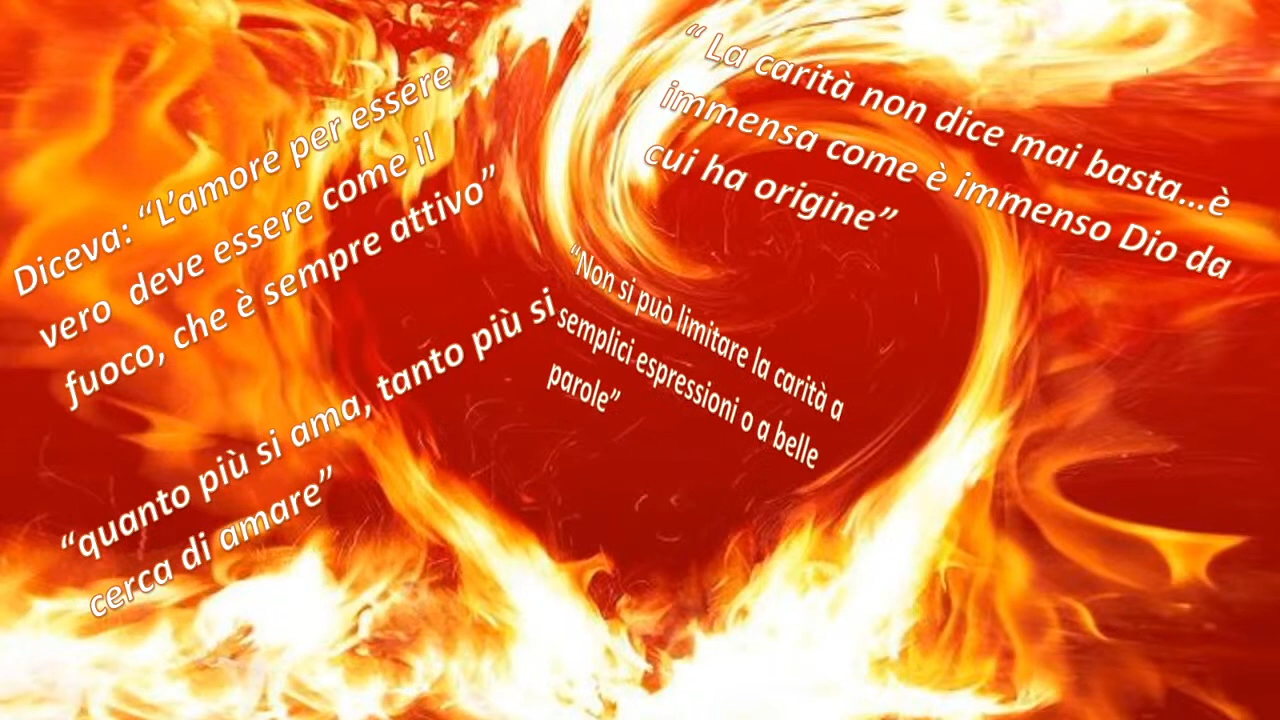 Diceva: “L’amore per essere
vero deve essere come il
fuoco, che è sempre attivo”
“ La carità non dice mai basta...è
immensa come è immenso Dio da
cui ha origine”
“Non si può limitare la carità a
semplici espressioni o a belle
parole”
“quanto più si ama, tanto più si
cerca di amare”